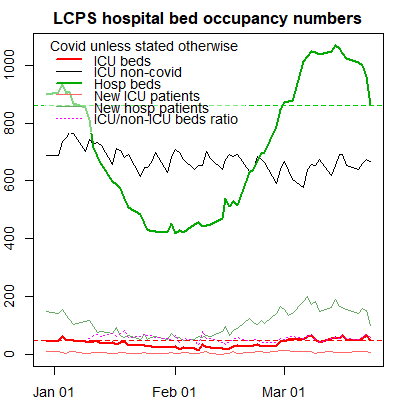 LCPS hospital bed occupancy numbers
Covid unless stated otherwise
ICU beds
ICU non-covid
Hosp beds
New ICU patients
New hosp patients
ICU/non-ICU beds ratio
1000
800
600
400
200
0
Jan 01 Feb 01 Mar 01